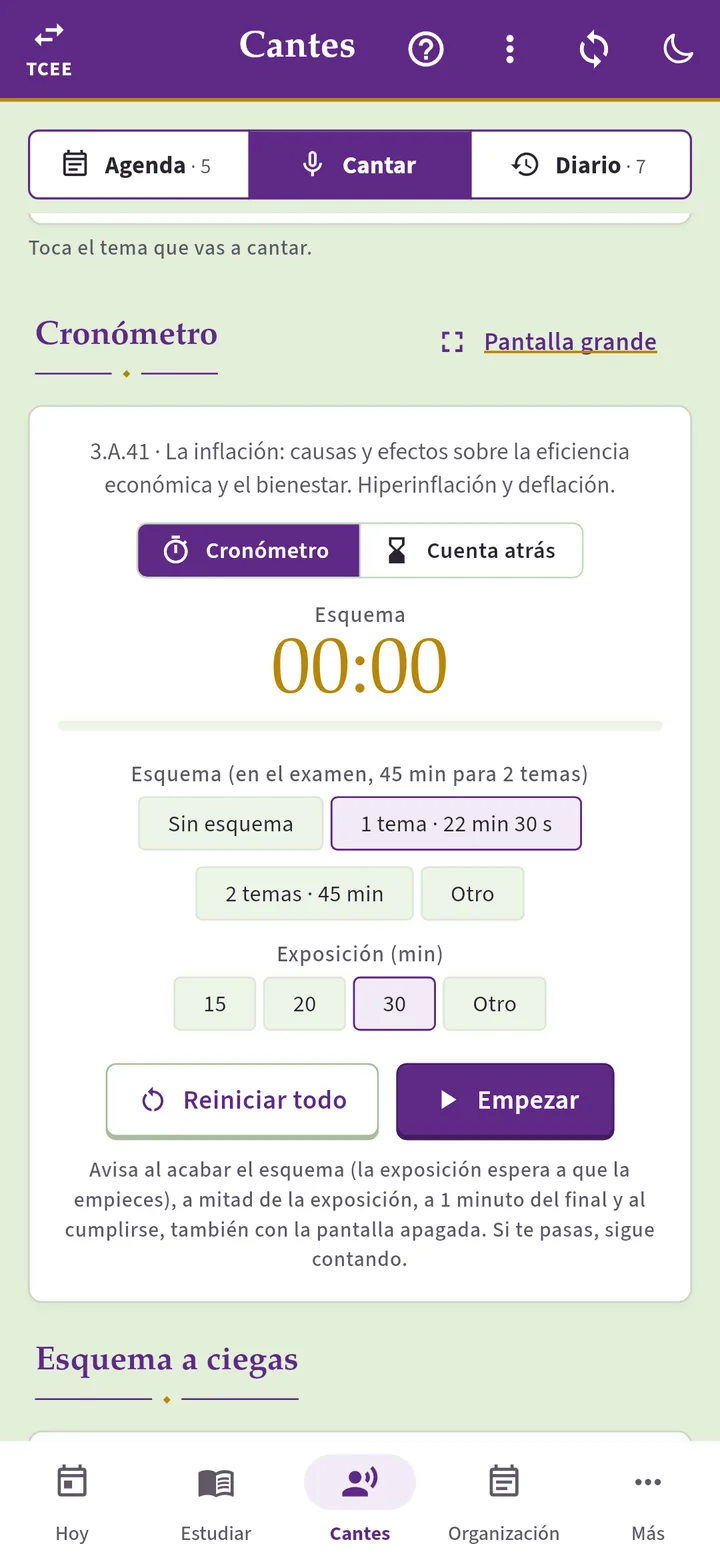 TCEE
Cantes
Agenda · 5
Cantar
Diario · 7
Toca el tema que vas a cantar.
Cronómetro
Pantalla grande
3.A.41 · La inflación: causas y efectos sobre la eficiencia
económica y el bienestar. Hiperinflación y deflación.
Cronómetro
Cuenta atrás
Esquema
00:00
Esquema (en el examen, 45 min para 2 temas)
Sin esquema
1 tema · 22 min 30 s
2 temas · 45 min
Otro
Exposición (min)
15
20
30
Otro
Reiniciar todo
Empezar
Avisa al acabar el esquema (la exposición espera a que la
empieces), a mitad de la exposición, a 1 minuto del final y al
cumplirse, también con la pantalla apagada. Si te pasas, sigue
contando.
Esquema a ciegas
Hoy
Estudiar
Cantes
Organización
Más